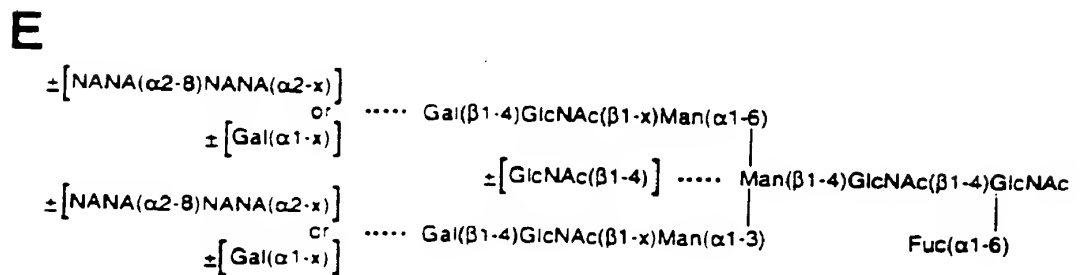 E
±[NANA(α2-8)NANA(α2-x)]
or
±[Gal(α1-x)]
····· Gal(β1-4)GlcNAc(β1-x)Man(α1-6)
±[GlcNAc(β1-4)] ····· Man(β1-4)GlcNAc(β1-4)GlcNAc
±[NANA(α2-8)NANA(α2-x)]
or
±[Gal(α1-x)]
····· Gal(β1-4)GlcNAc(β1-x)Man(α1-3)
Fuc(α1-6)